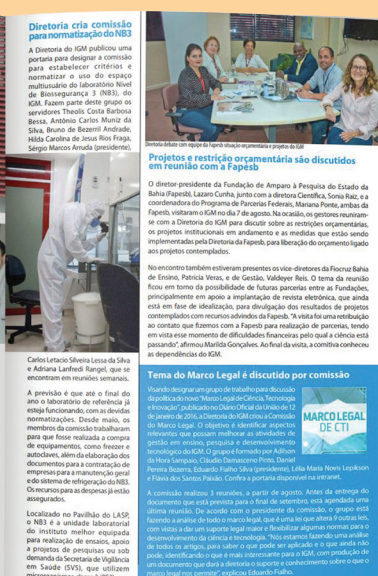 Diretoria cria comissão
para normatização do NB3
A Diretoria do IGM publicou uma
portaria para designar a comissão
para estabelecer critérios e
normatizar o uso do espaço
multiusuário do laboratório Nível
de Biossegurança 3 (NB3), do
IGM. Fazem parte deste grupo os
servidores Theolis Costa Barbosa
Bessa, Antônio Carlos Muniz da
Silva, Bruno de Bezerril Andrade,
Hilda Carolina de Jesus Rios Fraga,
Sérgio Marcos Arruda (presidente),
Carlos Letacio Silveira Lessa da Silva
e Adriana Lanfredi Rangel, que se
encontram em reuniões semanais.
A previsão é que até o final do
ano o laboratório de referência já
esteja funcionando, com as devidas
normatizações. Desde maio, os
membros da comissão trabalharam
para que fosse realizada a compra
de equipamentos, como freezer e
autoclaves, além da elaboração dos
documentos para a contratação de
empresas para a manutenção geral
e do sistema de refrigeração do NB3.
Os recursos para as despesas já estão
assegurados.
Localizado no Pavilhão do LASP,
o NB3 é a unidade laboratorial
do instituto melhor equipada
para realização de ensaios, apoio
a projetos de pesquisa ou sob
demanda da Secretaria de Vigilância
em Saúde (SVS), que utilizem
Diretoria debate com equipe da Fapesb situação orçamentária e projetos do IGM
Projetos e restrição orçamentária são discutidos
em reunião com a Fapesb
O diretor-presidente da Fundação de Amparo à Pesquisa do Estado da
Bahia (Fapesb), Lazaro Cunha, junto com a diretora Científica, Sonia Raiz, e a
coordenadora do Programa de Parcerias Federais, Mariana Ponte, ambas da
Fapesb, visitaram o IGM no dia 7 de agosto. Na ocasião, os gestores reuniram-
se com a Diretoria do IGM para discutir sobre as restrições orçamentárias,
os projetos institucionais em andamento e as medidas que estão sendo
implementadas pela Diretoria da Fapesb, para liberação do orçamento ligado
aos projetos contemplados.
No encontro também estiveram presentes os vice-diretores da Fiocruz Bahia
de Ensino, Patrícia Veras, e de Gestão, Valdeyer Reis. O tema da reunião
ficou em torno da possibilidade de futuras parcerias entre as Fundações,
principalmente em apoio a implantação de revista eletrônica, que ainda
está em fase de idealização, para divulgação dos resultados de projetos
contemplados com recursos advindos da Fapesb. "A visita foi uma retribuição
ao contato que fizemos com a Fapesb para realização de parcerias, tendo
em vista esse momento de dificuldades financeiras pelo qual a ciência está
passando", afirmou Marilda Gonçalves. Ao final da visita, a comitiva conheceu
as dependências do IGM.
Tema do Marco Legal é discutido por comissão
Visando designar um grupo de trabalho para discussão
da política do novo "Marco Legal de Ciência, Tecnologia
e Inovação", publicado no Diário Oficial da União de 12
de janeiro de 2016, a Diretoria do IGM criou a Comissão
do Marco Legal. O objetivo é identificar aspectos
relevantes que possam melhorar as atividades de
gestão em ensino, pesquisa e desenvolvimento
tecnológico do IGM. O grupo é formado por Adilson
da Hora Sampaio, Cláudio Damasceno Pinto, Daniel
Pereira Bezerra, Eduardo Fialho Silva (presidente), Lélia Maria Novis Lepikson
e Flávia dos Santos Paixão. Confira a portaria disponível na intranet.
MARCO LEGAL
DE CTI
A comissão realizou 3 reuniões, a partir de agosto. Antes da entrega do
documento que está prevista para o final de setembro, está agendada uma
última reunião. De acordo com o presidente da comissão, o grupo está
fazendo a análise de todo o marco legal, que é uma lei que altera 9 outras leis,
com vistas a dar um suporte legal maior e flexibilizar algumas normas para o
desenvolvimento da ciência e tecnologia. "Nós estamos fazendo uma análise
de todos os artigos, para saber o que pode ser aplicado e o que ainda não
pode, identificando o que é mais interessante para o IGM, com produção de
um documento que dará a diretoria o suporte e conhecimento sobre o que o
marco legal nos permite", explicou Eduardo Fialho.